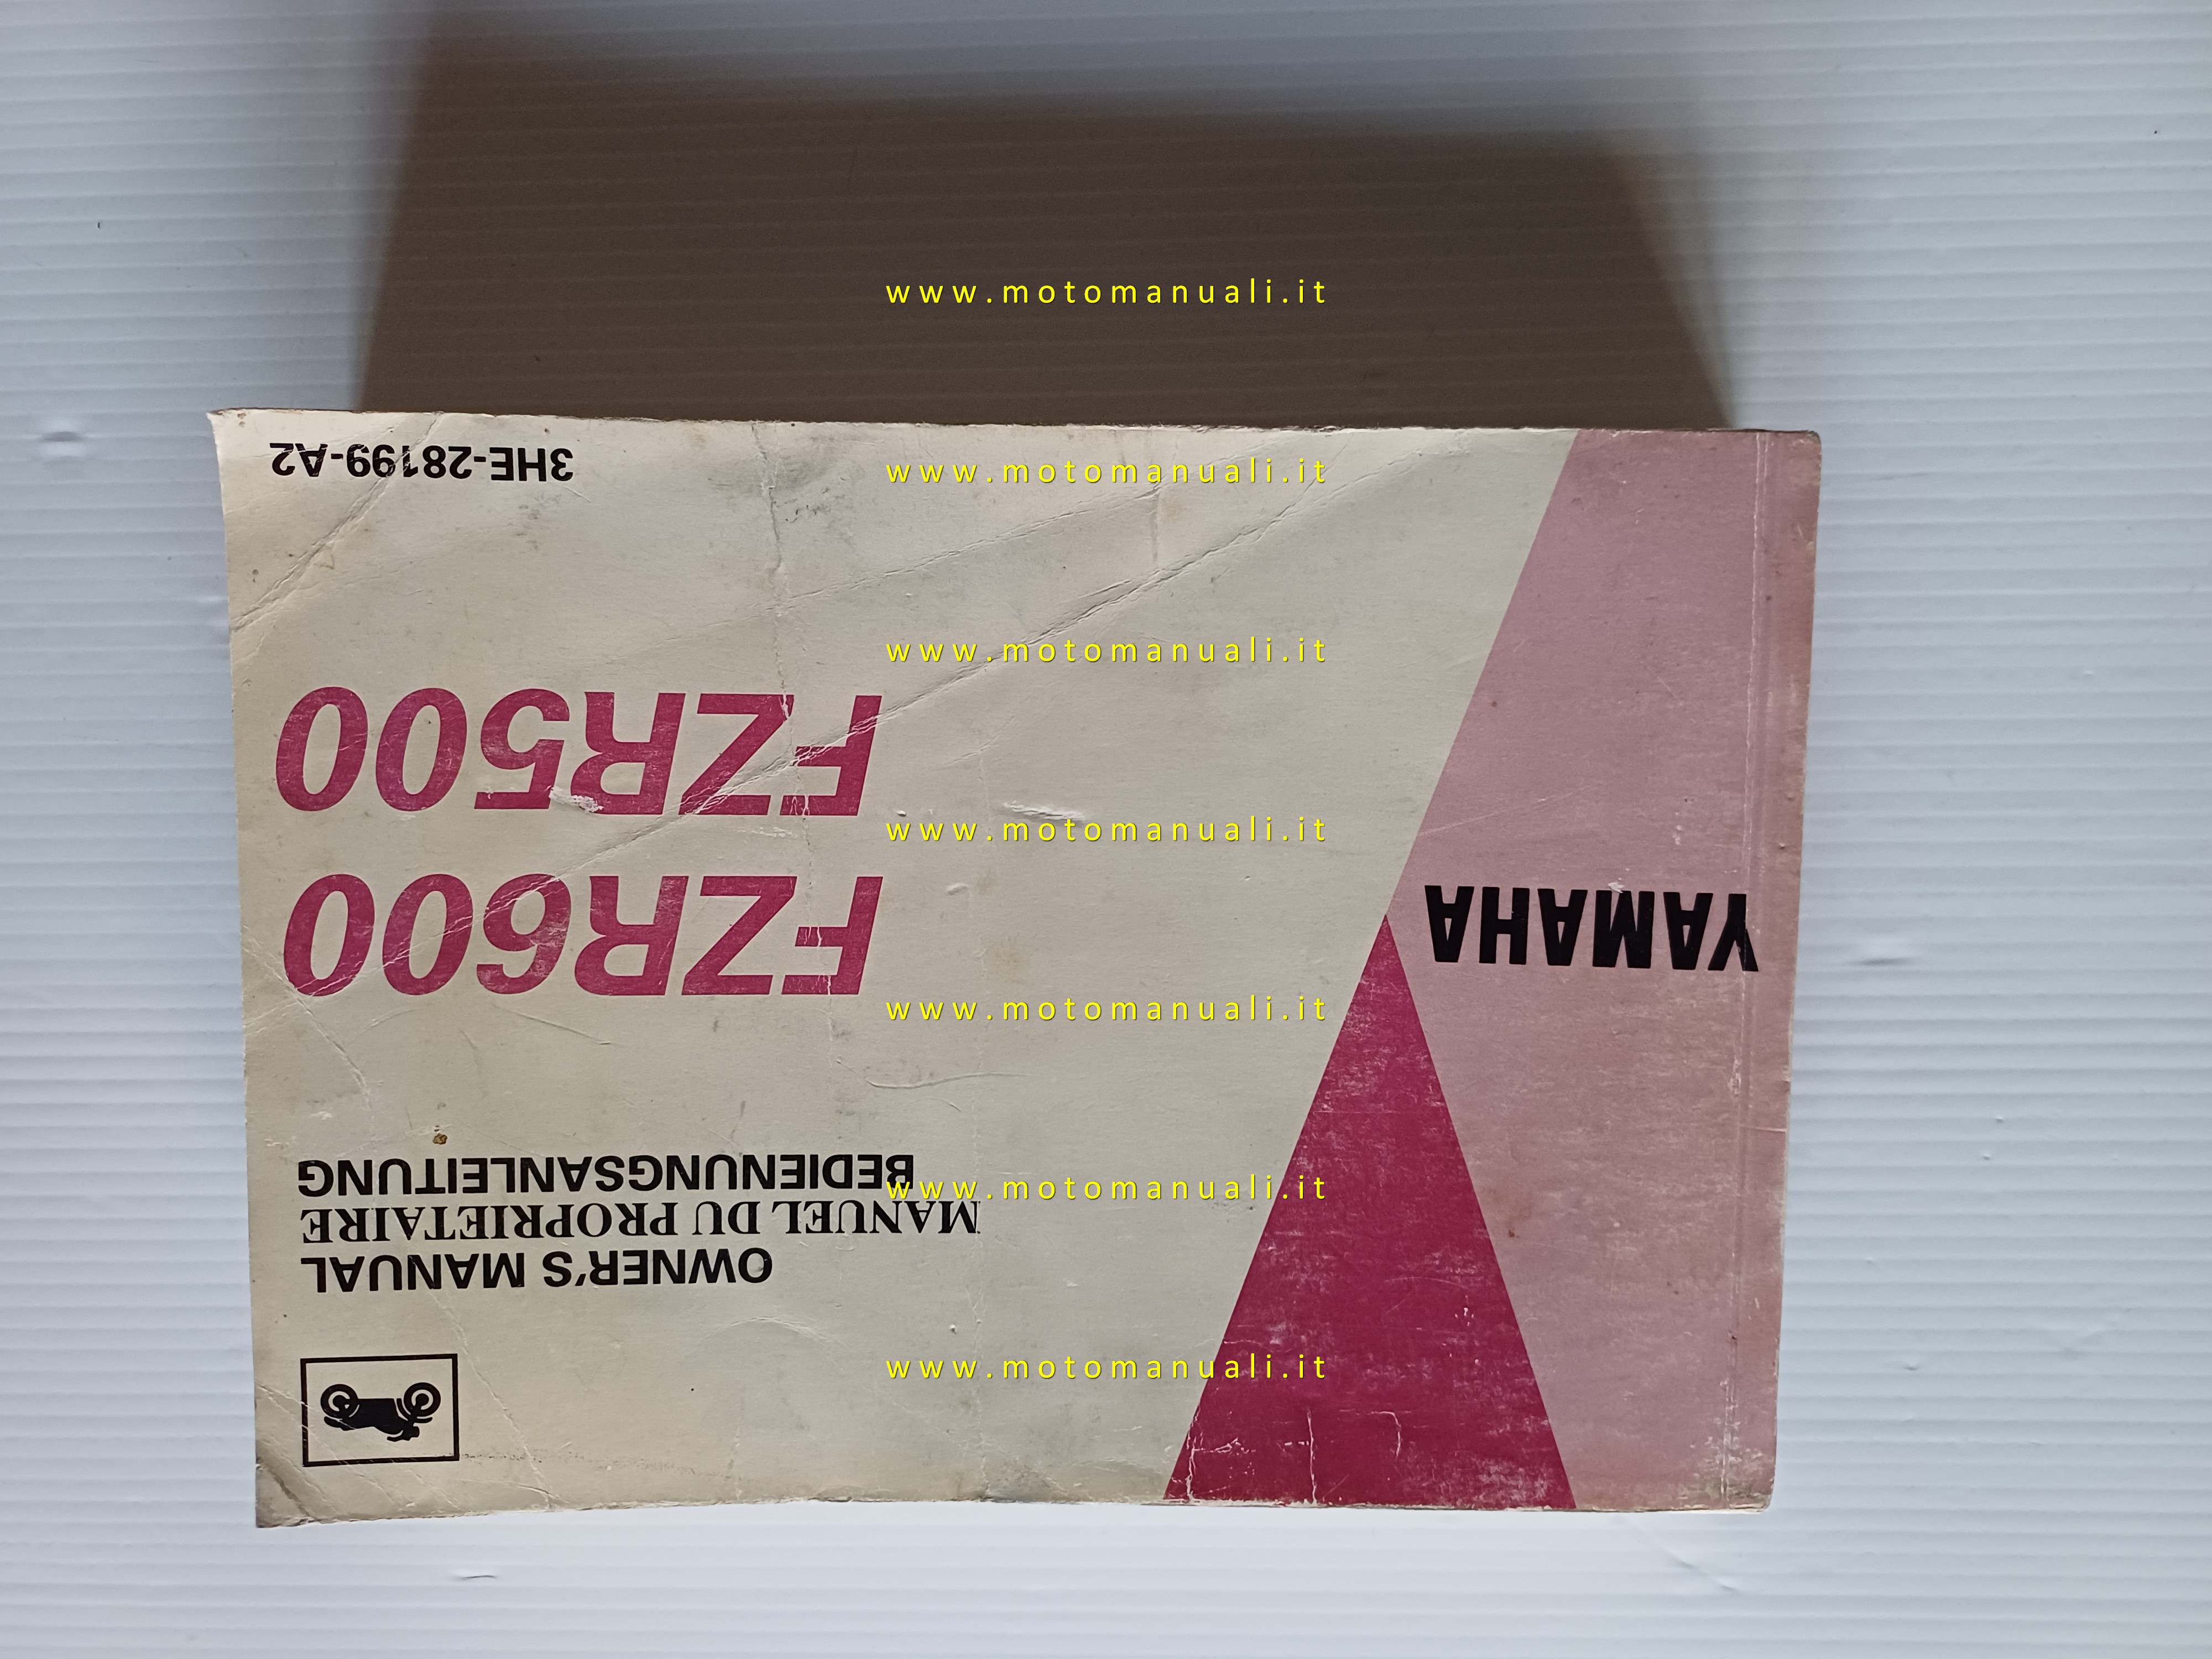 OWNER'S MANUAL
MANUEL DU PROPRIETAIRE
BEDIENUNGSANLEITUNG
YAMAHA
FZR600
FZR500
3HE-28199-A2
www.motomanuali.it
www.motomanuali.it
www.motomanuali.it
www.motomanuali.it
www.motomanuali.it
www.motomanuali.it
www.motomanuali.it